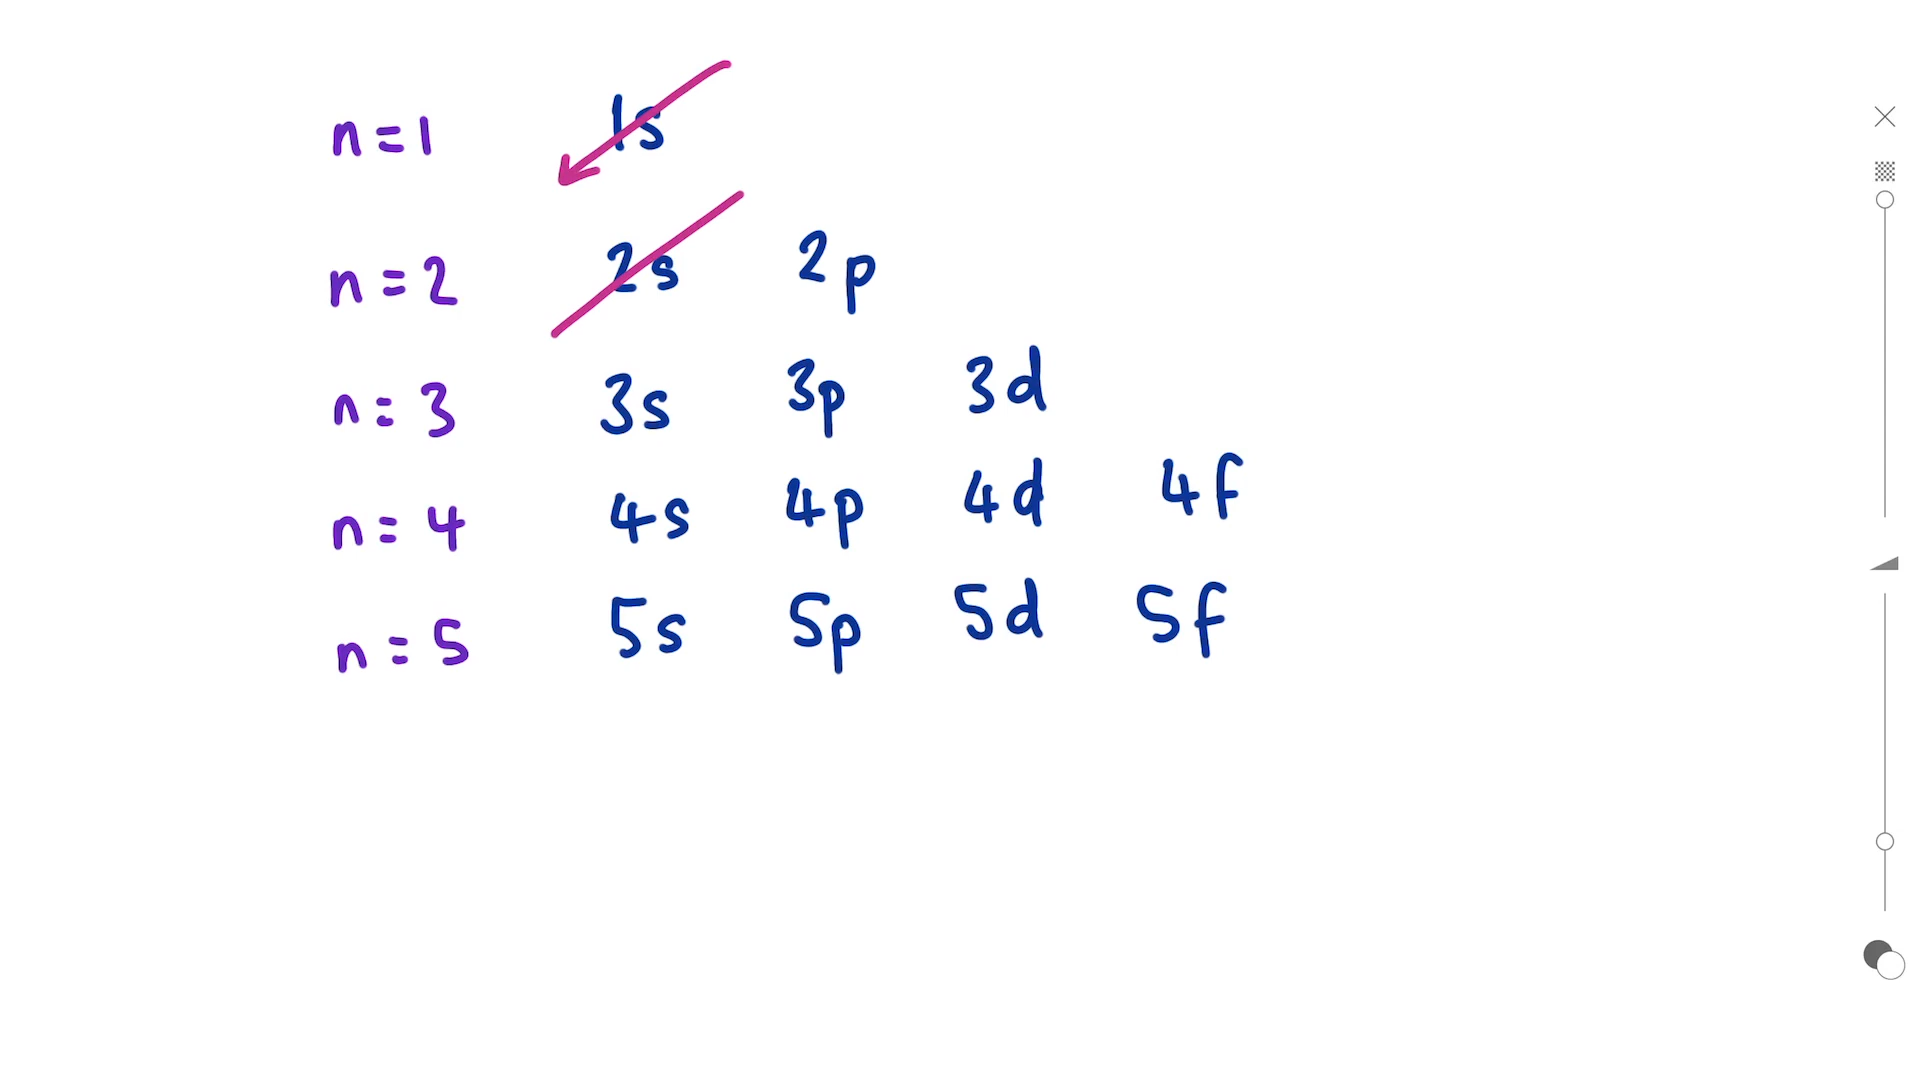 n=1 1s
n=2 2s 2p
n=3 3s 3p 3d
n=4 4s 4p 4d 4f
n=5 5s 5p 5d 5f